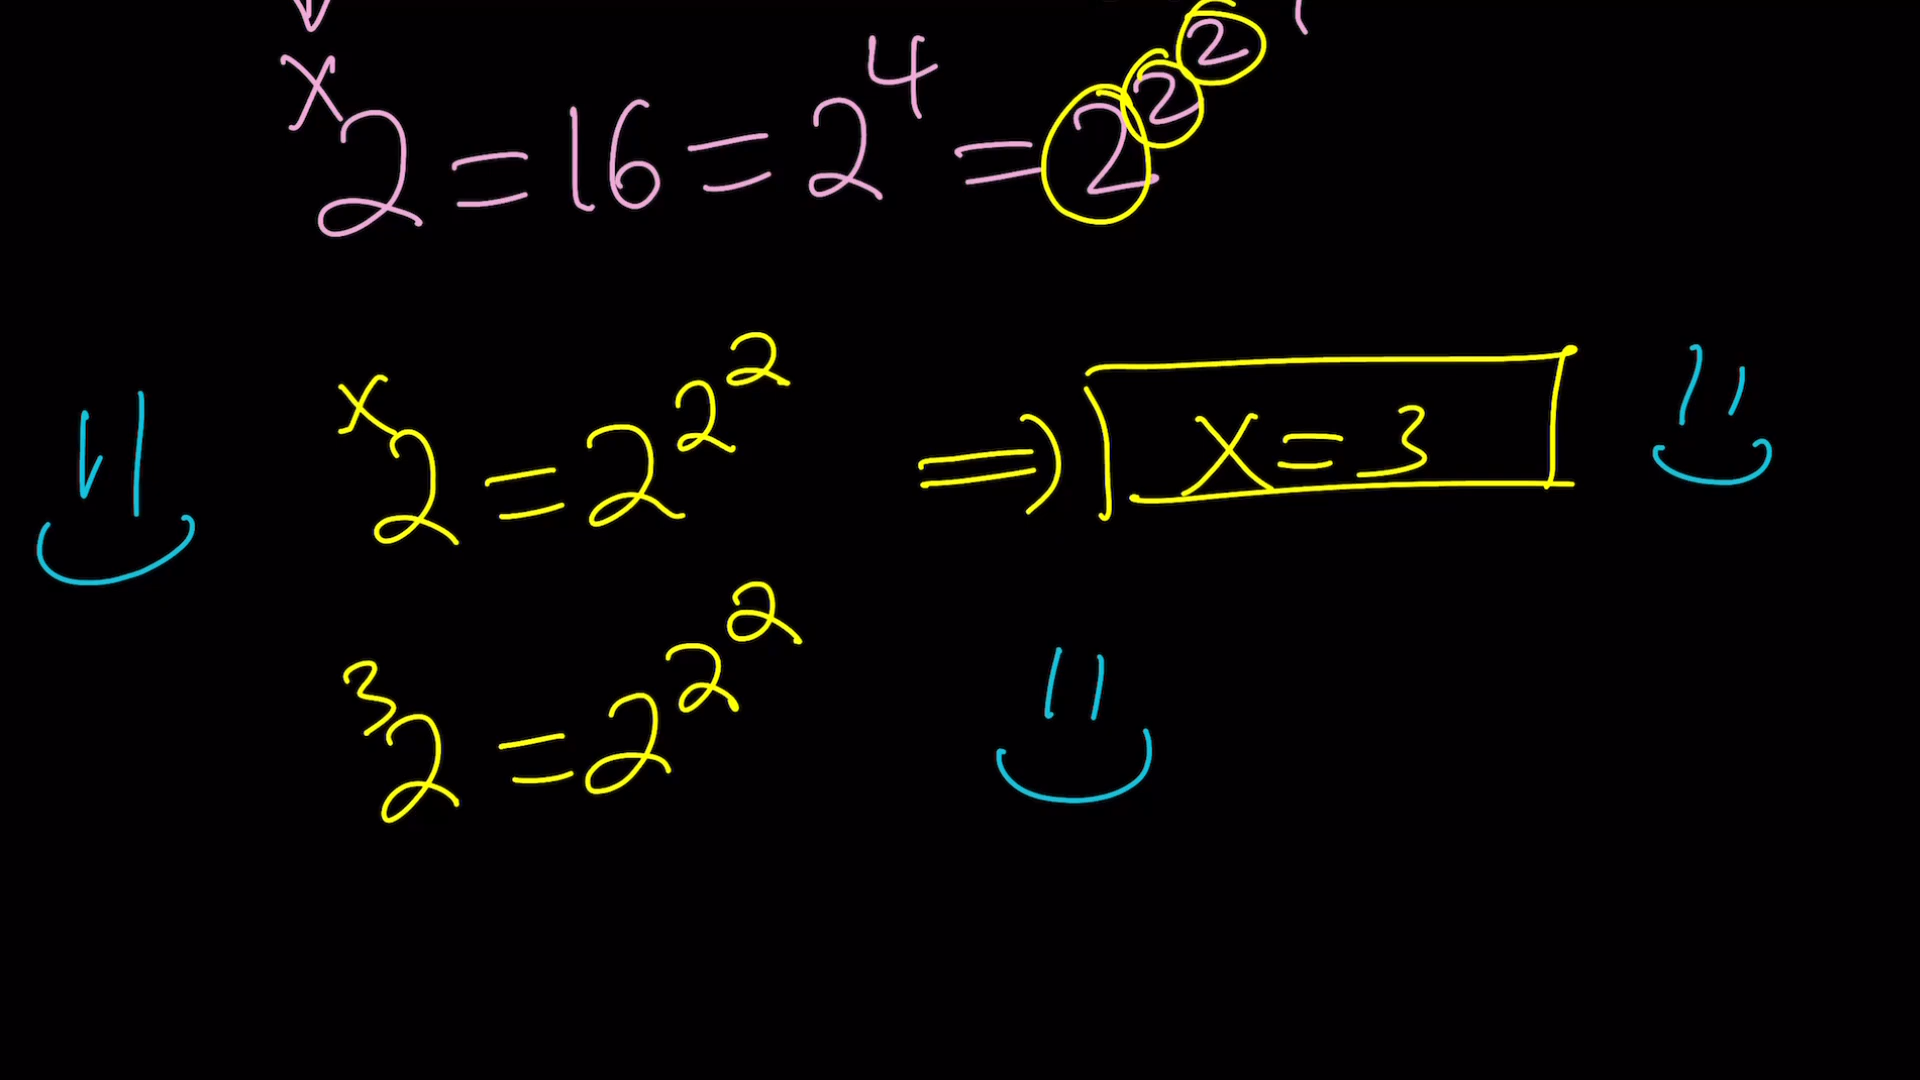 ˣ2 = 16 = 2⁴ = 2^2^2
ˣ2 = 2^2^2 ⟹ x = 3
³2 = 2^2^2